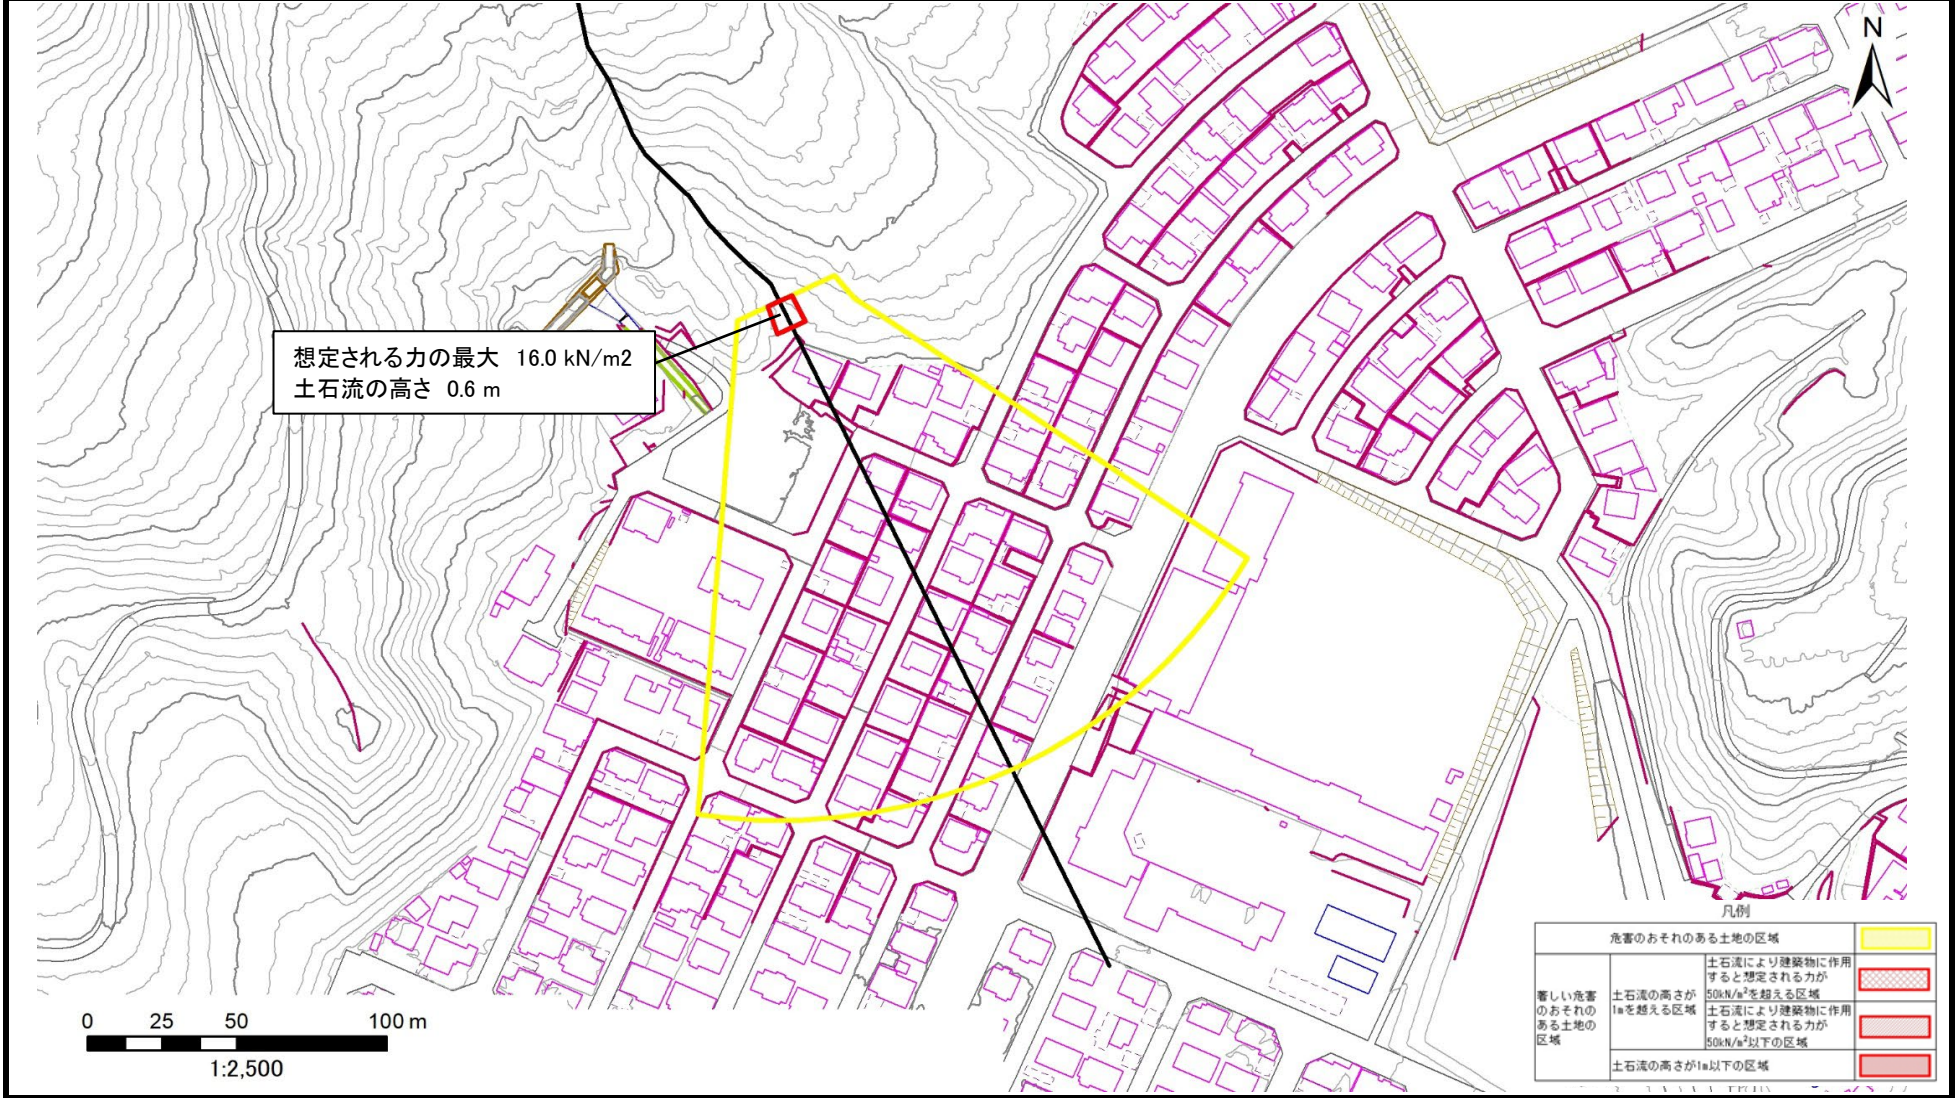 N
想定される力の最大 16.0 kN/m2
土石流の高さ 0.6 m
0 25 50 100 m
1:2,500
凡例
危害のおそれのある土地の区域
著しい危害
のおそれの
ある土地の
区域
土石流の高さが
1mを越える区域
土石流により建築物に作用
すると想定される力が
50kN/m²を超える区域
土石流により建築物に作用
すると想定される力が
50kN/m²以下の区域
土石流の高さが1m以下の区域